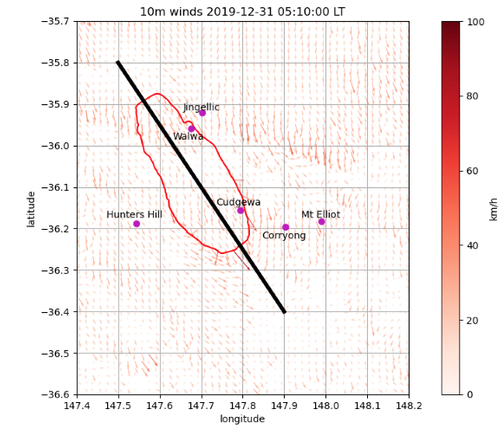 10m winds 2019-12-31 05:10:00 LT
−35.7
−35.8
−35.9
−36.0
−36.1
−36.2
−36.3
−36.4
−36.5
−36.6
latitude
Jingellic
Walwa
Cudgewa
Hunters Hill
Mt Elliot
Corryong
147.4 147.5 147.6 147.7 147.8 147.9 148.0 148.1 148.2
longitude
100
80
60
40
20
0
km/h